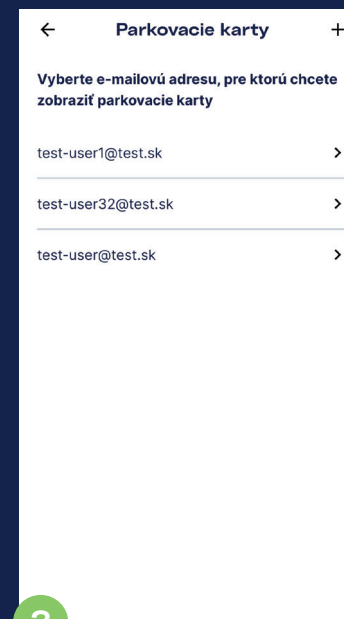 Parkovacie karty
Vyberte e-mailovú adresu, pre ktorú chcete
zobraziť parkovacie karty
test-user1@test.sk
test-user32@test.sk
test-user@test.sk